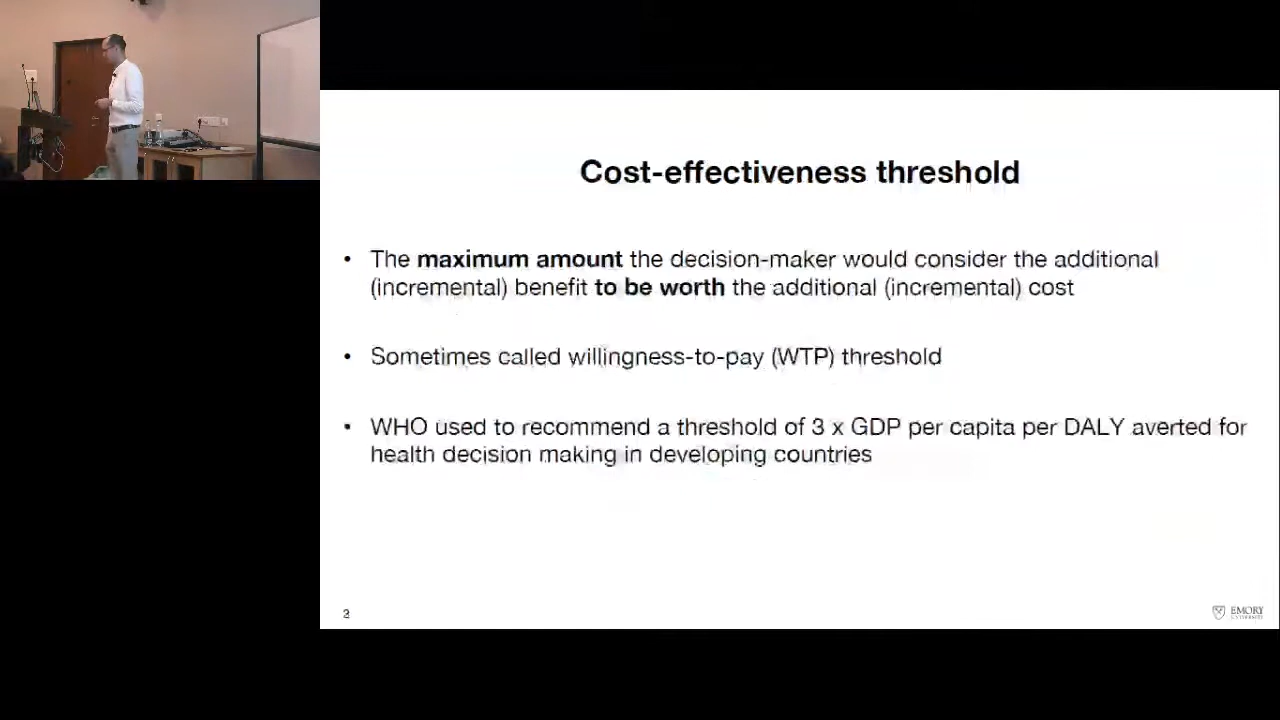 Cost-effectiveness threshold
• The maximum amount the decision-maker would consider the additional
(incremental) benefit to be worth the additional (incremental) cost
• Sometimes called willingness-to-pay (WTP) threshold
• WHO used to recommend a threshold of 3 x GDP per capita per DALY averted for
health decision making in developing countries
EMORY
UNIVERSITY